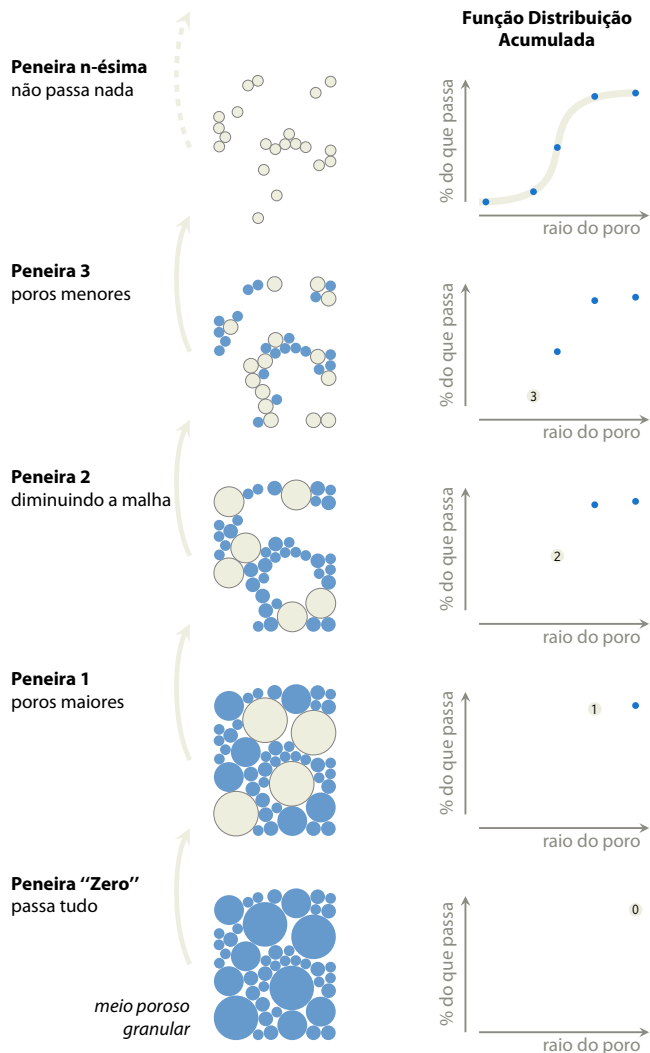 Função Distribuição
Acumulada
Peneira n-ésima
não passa nada
% do que passa
raio do poro
Peneira 3
poros menores
% do que passa
3
raio do poro
Peneira 2
diminuindo a malha
% do que passa
2
raio do poro
Peneira 1
poros maiores
% do que passa
1
raio do poro
Peneira “Zero”
passa tudo
% do que passa
0
meio poroso
granular
raio do poro